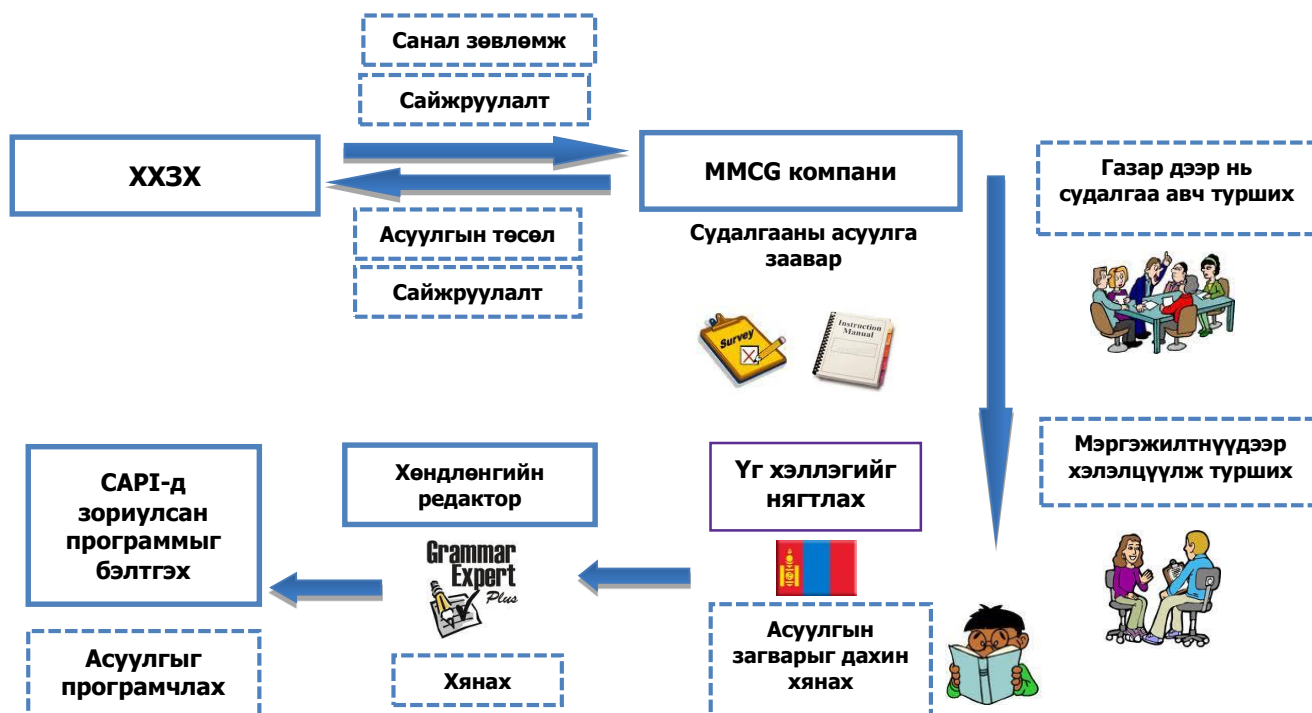 Санал зөвлөмж
Сайжруулалт
ХХЗХ
MMCG компани
Газар дээр нь
судалгаа авч турших
Асуулгын төсөл
Сайжруулалт
Судалгааны асуулга
заавар
Survey
Instruction
Manual
Мэргэжилтнүүдээр
хэлэлцүүлж турших
Үг хэллэгийг
нягтлах
Хөндлөнгийн
редактор
CAPI-д
зориулсан
программыг
бэлтгэх
Grammar
Expert
Plus
Асуулгын
загварыг дахин
хянах
Хянах
Асуулгыг
програмчлах